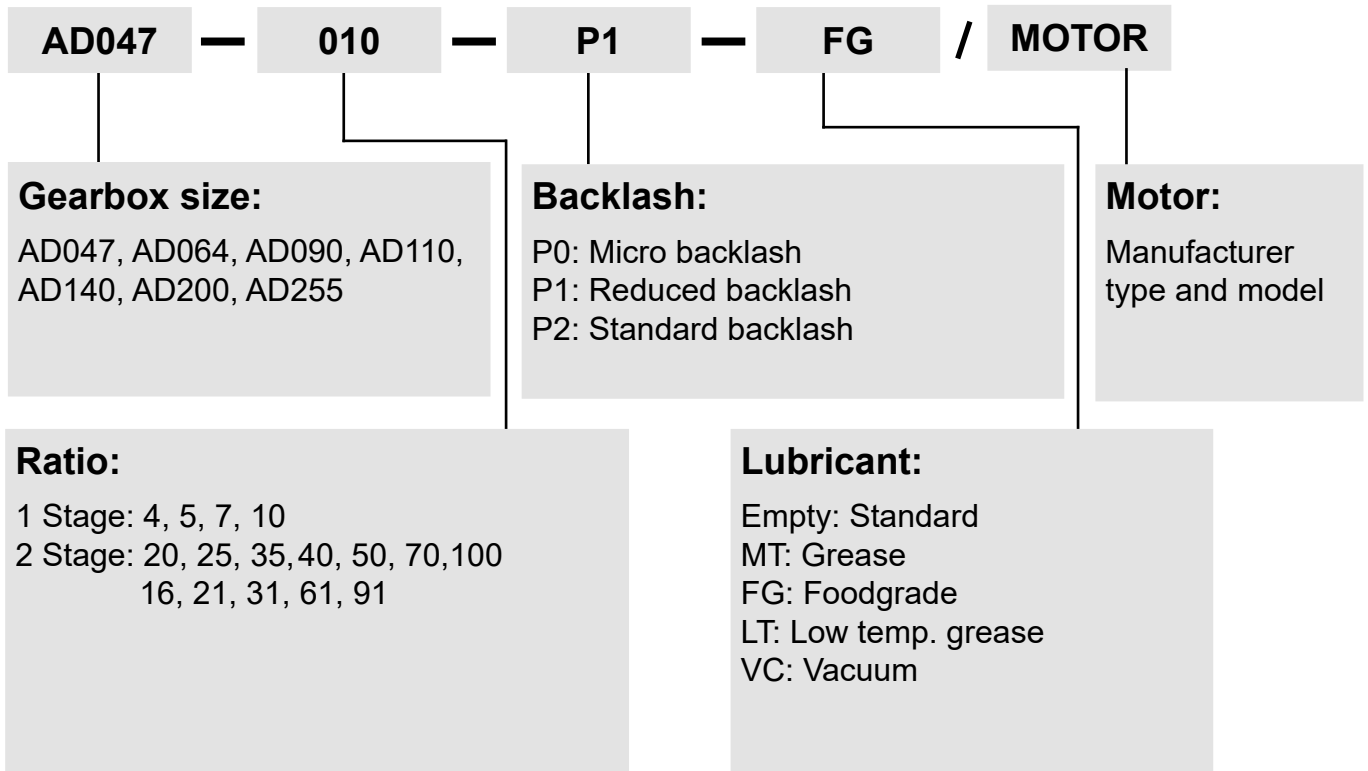 AD047 — 010 — P1 — FG / MOTOR
Gearbox size:
AD047, AD064, AD090, AD110,
AD140, AD200, AD255
Backlash:
P0: Micro backlash
P1: Reduced backlash
P2: Standard backlash
Motor:
Manufacturer
type and model
Ratio:
1 Stage: 4, 5, 7, 10
2 Stage: 20, 25, 35, 40, 50, 70,100
16, 21, 31, 61, 91
Lubricant:
Empty: Standard
MT: Grease
FG: Foodgrade
LT: Low temp. grease
VC: Vacuum